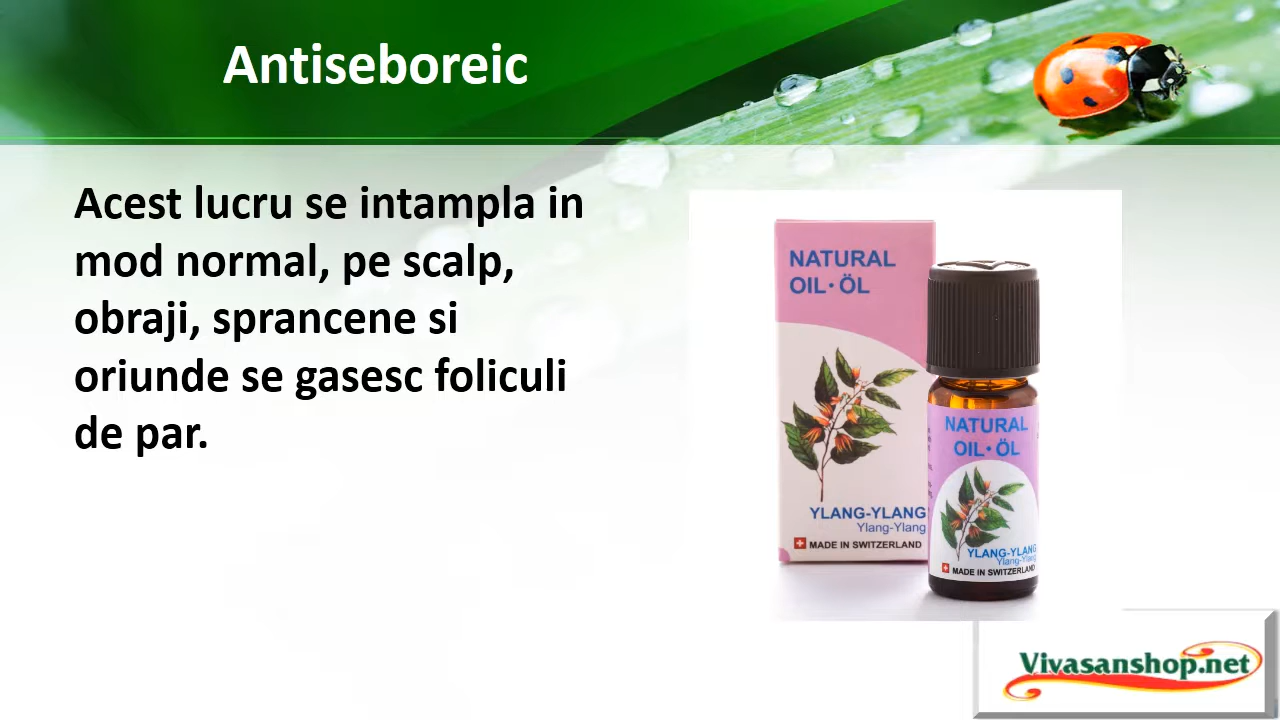 Antiseboreic
Acest lucru se intampla in
mod normal, pe scalp,
obraji, sprancene si
oriunde se gasesc foliculi
de par.
NATURAL
OIL·ÖL
YLANG-YLANG
Ylang-Ylang
MADE IN SWITZERLAND
NATURAL
OIL·ÖL
YLANG-YLANG
Ylang-Ylang
MADE IN SWITZERLAND
Vivasanshop.net